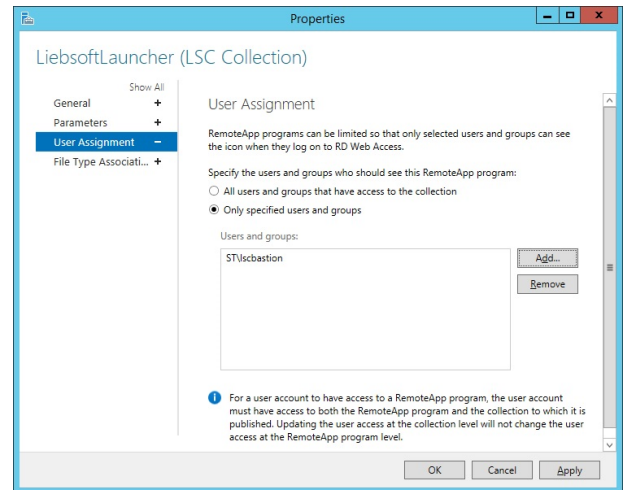 Properties
LiebsoftLauncher (LSC Collection)
Show All
General +
Parameters +
User Assignment –
File Type Associati... +
User Assignment
RemoteApp programs can be limited so that only selected users and groups can see
the icon when they log on to RD Web Access.
Specify the users and groups who should see this RemoteApp program:
All users and groups that have access to the collection
Only specified users and groups
Users and groups:
ST\lscbastion
Add...
Remove
For a user account to have access to a RemoteApp program, the user account
must have access to both the RemoteApp program and the collection to which it is
published. Updating the user access at the collection level will not change the user
access at the RemoteApp program level.
OK Cancel Apply